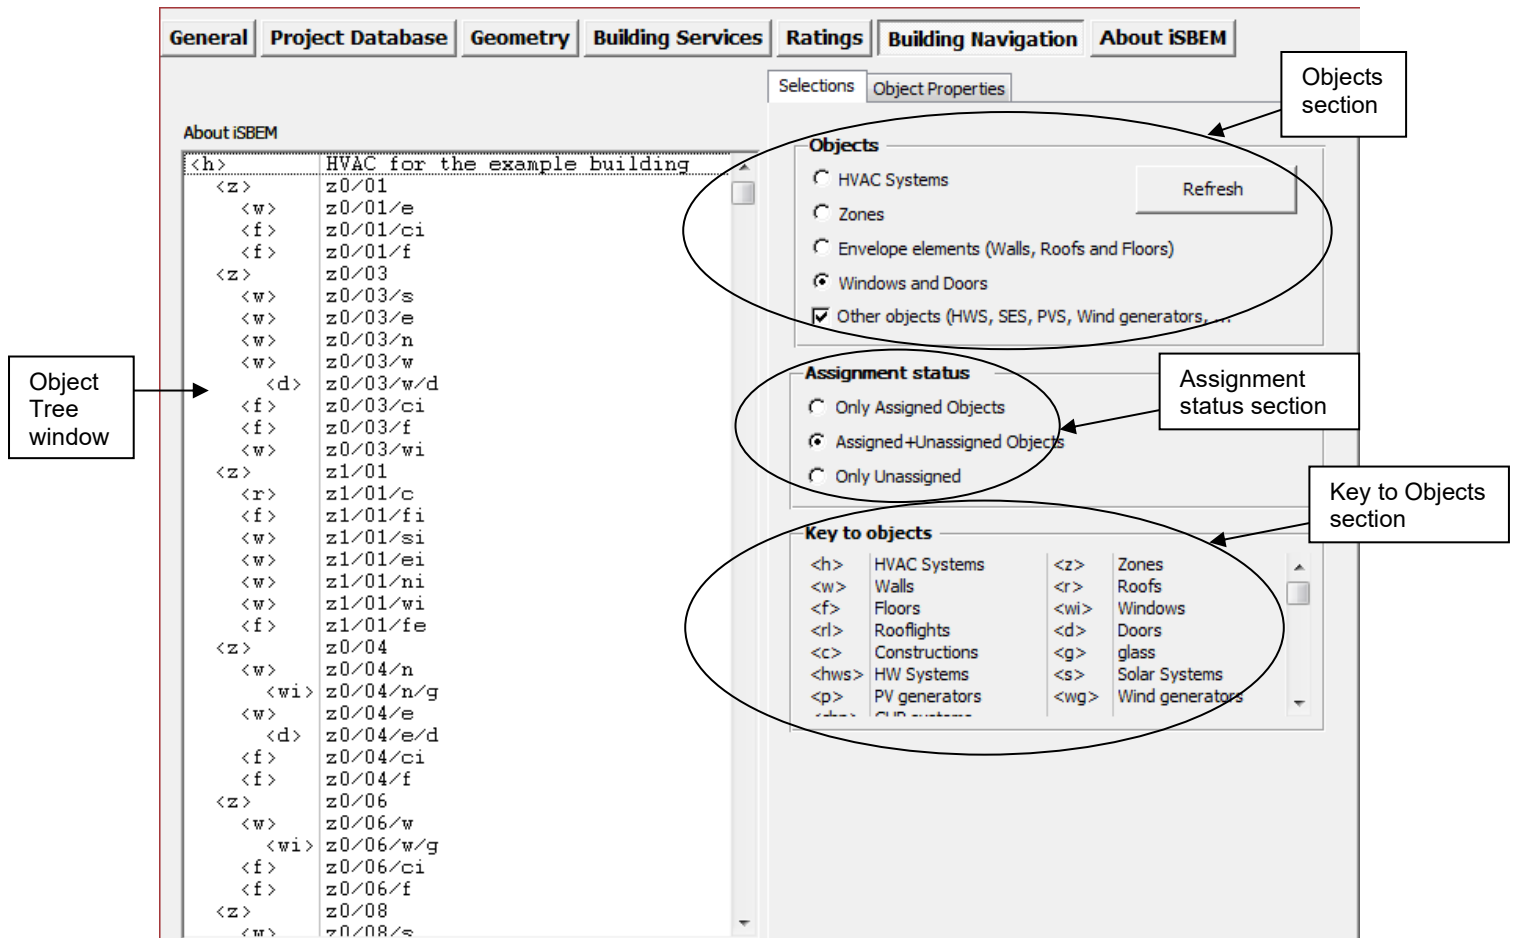 General Project Database Geometry Building Services Ratings Building Navigation About iSBEM
Selections Object Properties
Objects
section
About iSBEM
<h> HVAC for the example building
<z> z0/01
<w> z0/01/e
<f> z0/01/ci
<f> z0/01/f
<z> z0/03
<w> z0/03/s
<w> z0/03/e
<w> z0/03/n
<w> z0/03/w
<d> z0/03/w/d
<f> z0/03/ci
<f> z0/03/f
<w> z0/03/wi
<z> z1/01
<r> z1/01/c
<f> z1/01/fi
<w> z1/01/si
<w> z1/01/ei
<w> z1/01/ni
<w> z1/01/wi
<f> z1/01/fe
<z> z0/04
<w> z0/04/n
<wi> z0/04/n/g
<w> z0/04/e
<d> z0/04/e/d
<f> z0/04/ci
<f> z0/04/f
<z> z0/06
<w> z0/06/w
<wi> z0/06/w/g
<f> z0/06/ci
<f> z0/06/f
<z> z0/08
<w> z0/08/s
Object
Tree
window
Objects
HVAC Systems
Refresh
Zones
Envelope elements (Walls, Roofs and Floors)
Windows and Doors
Other objects (HWS, SES, PVS, Wind generators, ...
Assignment status
Only Assigned Objects
Assigned+Unassigned Objects
Only Unassigned
Assignment
status section
Key to Objects
section
Key to objects
<h> HVAC Systems <z> Zones
<w> Walls <r> Roofs
<f> Floors <wi> Windows
<rl> Rooflights <d> Doors
<c> Constructions <g> glass
<hws> HW Systems <s> Solar Systems
<p> PV generators <wg> Wind generators
<chp> CHP systems